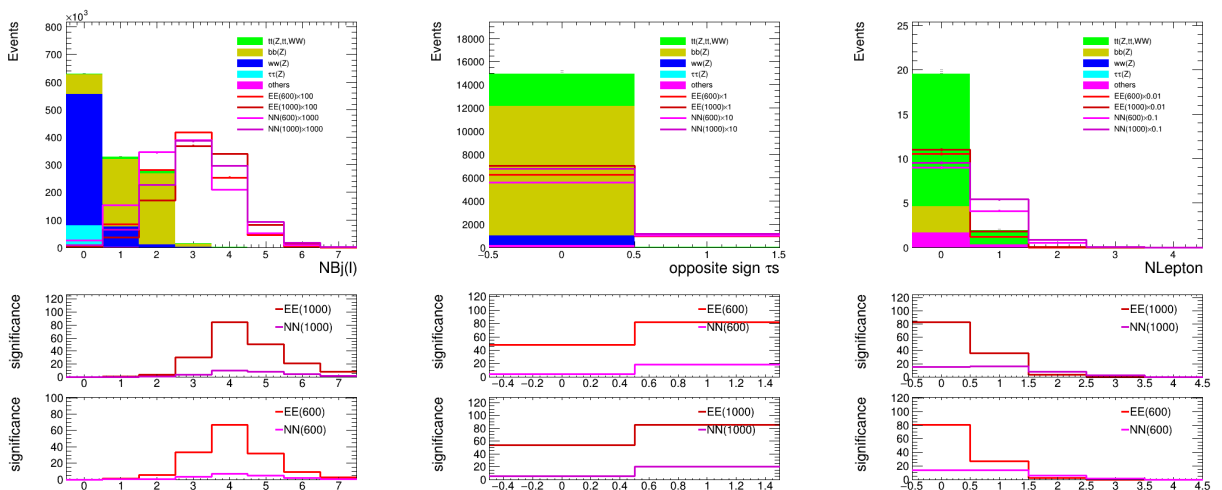 ×10³
Events
800
700
600
500
400
300
200
100
0
0 1 2 3 4 5 6 7
NBj(l)
tt(Z,tt,WW)
bb(Z)
ww(Z)
ττ(Z)
others
EE(600)×100
EE(1000)×100
NN(600)×1000
NN(1000)×1000
Events
18000
16000
14000
12000
10000
8000
6000
4000
2000
0
−0.5 0 0.5 1 1.5
opposite sign τs
tt(Z,tt,WW)
bb(Z)
ww(Z)
ττ(Z)
others
EE(600)×1
EE(1000)×1
NN(600)×10
NN(1000)×10
Events
25
20
15
10
5
0
0 1 2 3 4
NLepton
tt(Z,tt,WW)
bb(Z)
ww(Z)
ττ(Z)
others
EE(600)×0.01
EE(1000)×0.01
NN(600)×0.1
NN(1000)×0.1
significance
120
100
80
60
40
20
0
0 1 2 3 4 5 6 7
EE(1000)
NN(1000)
significance
120
100
80
60
40
20
0
−0.4 −0.2 0 0.2 0.4 0.6 0.8 1 1.2 1.4
EE(600)
NN(600)
significance
120
100
80
60
40
20
0
−0.5 0 0.5 1 1.5 2 2.5 3 3.5 4 4.5
EE(1000)
NN(1000)
significance
100
80
60
40
20
0
0 1 2 3 4 5 6 7
EE(600)
NN(600)
significance
120
100
80
60
40
20
0
−0.4 −0.2 0 0.2 0.4 0.6 0.8 1 1.2 1.4
EE(1000)
NN(1000)
significance
120
100
80
60
40
20
0
−0.5 0 0.5 1 1.5 2 2.5 3 3.5 4 4.5
EE(600)
NN(600)